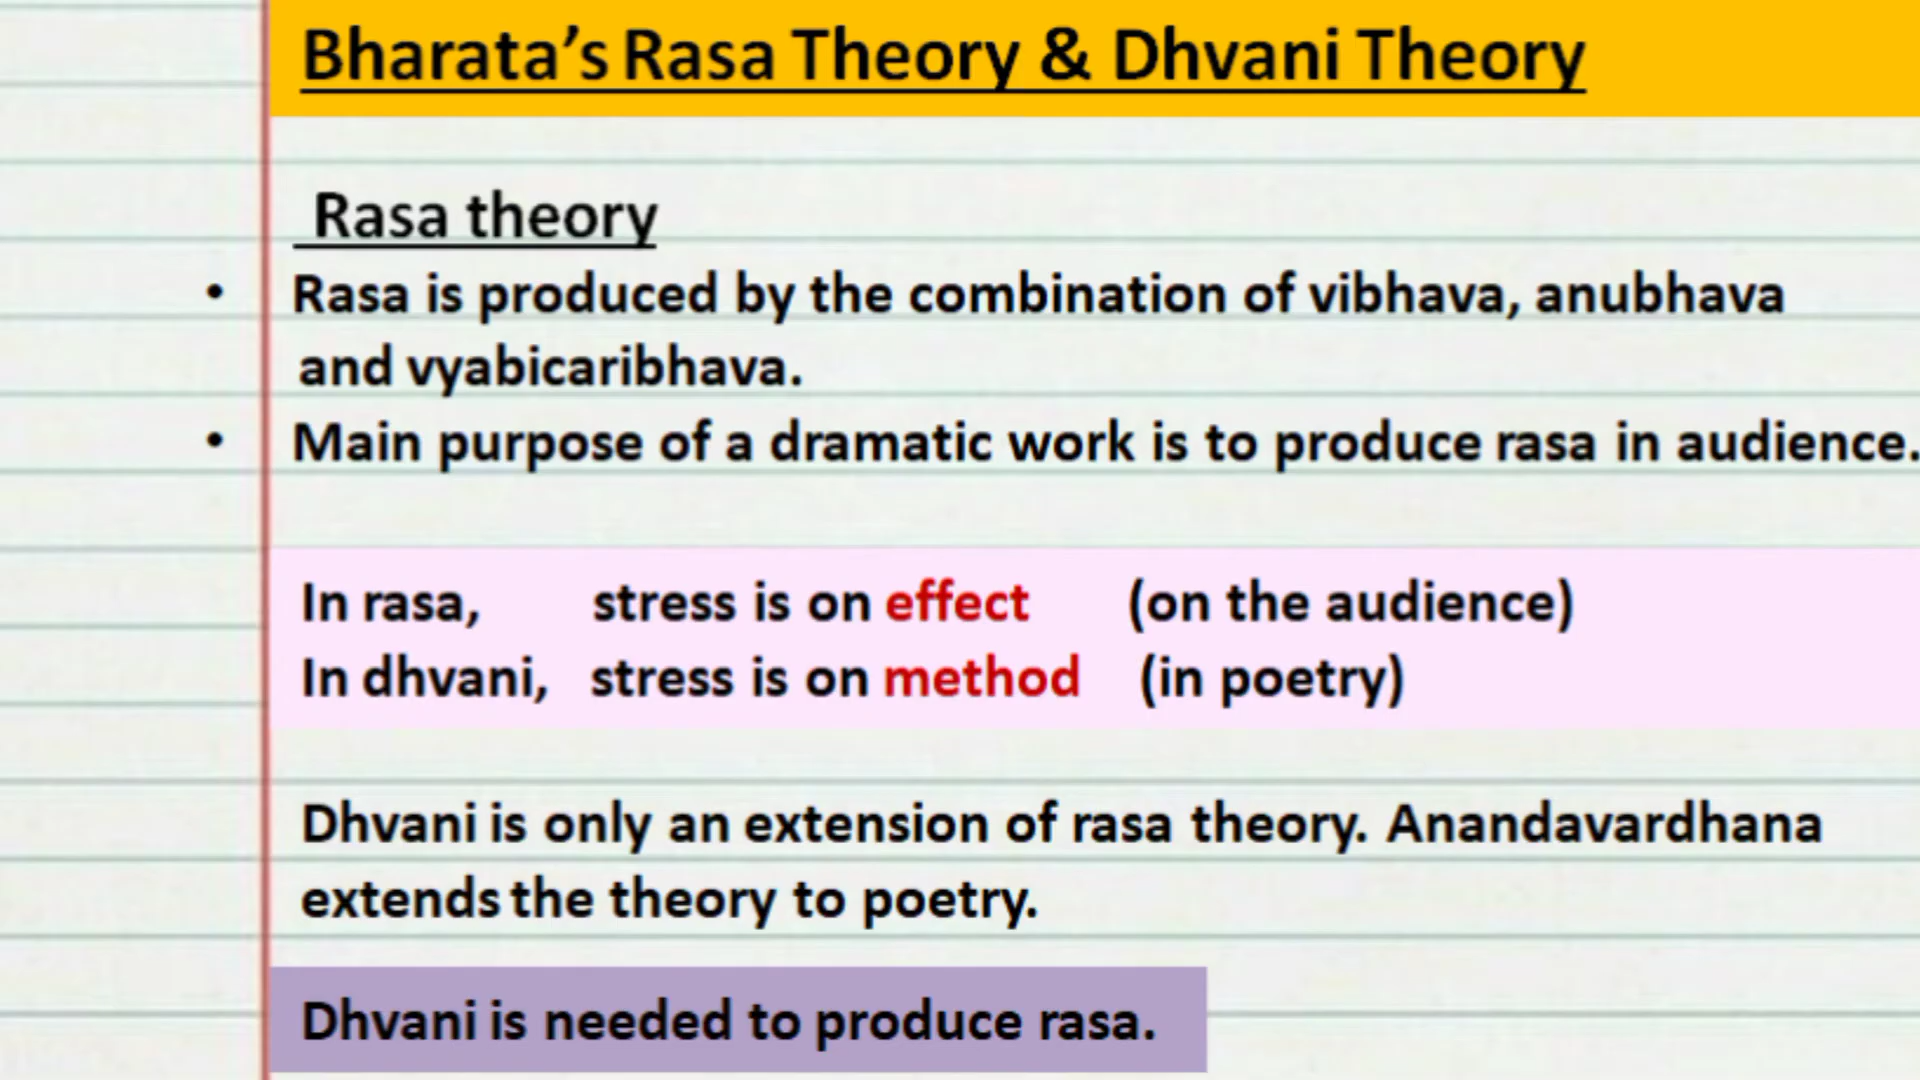 Bharata’s Rasa Theory & Dhvani Theory
Rasa theory
• Rasa is produced by the combination of vibhava, anubhava
and vyabicaribhava.
• Main purpose of a dramatic work is to produce rasa in audience.
In rasa, stress is on effect (on the audience)
In dhvani, stress is on method (in poetry)
Dhvani is only an extension of rasa theory. Anandavardhana
extends the theory to poetry.
Dhvani is needed to produce rasa.